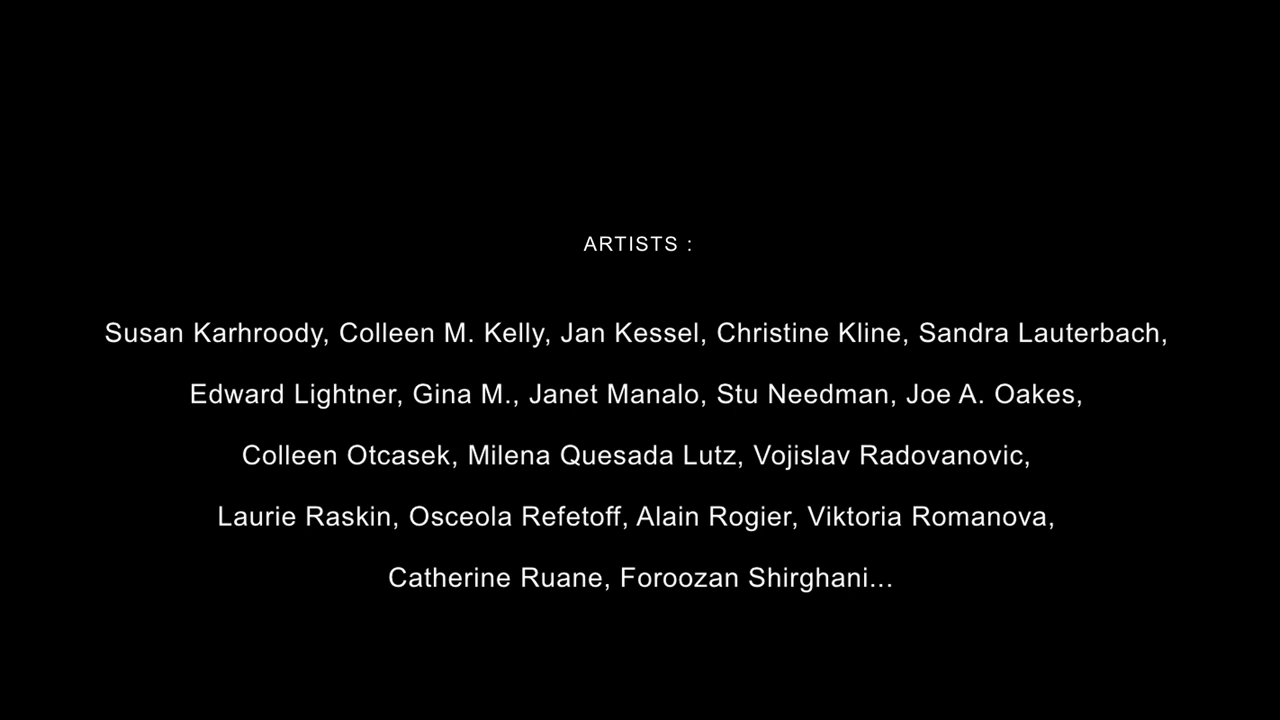 ARTISTS :
Susan Karhroody, Colleen M. Kelly, Jan Kessel, Christine Kline, Sandra Lauterbach,
Edward Lightner, Gina M., Janet Manalo, Stu Needman, Joe A. Oakes,
Colleen Otcasek, Milena Quesada Lutz, Vojislav Radovanovic,
Laurie Raskin, Osceola Refetoff, Alain Rogier, Viktoria Romanova,
Catherine Ruane, Foroozan Shirghani...